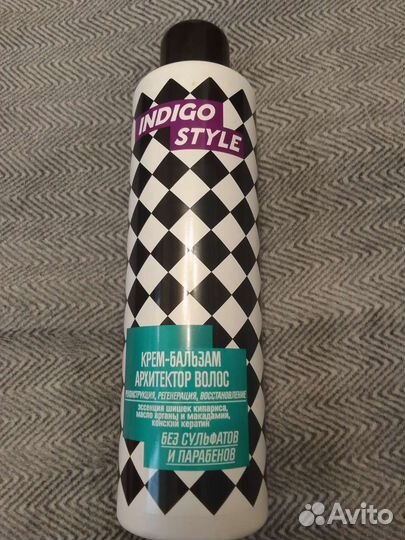 INDIGO
STYLE
КРЕМ-БАЛЬЗАМ
АРХИТЕКТОР ВОЛОС
РЕКОНСТРУКЦИЯ, РЕГЕНЕРАЦИЯ, ВОССТАНОВЛЕНИЕ
эссенция шишек кипариса,
масло арганы и макадамии,
конский кератин
БЕЗ СУЛЬФАТОВ
И ПАРАБЕНОВ
Avito